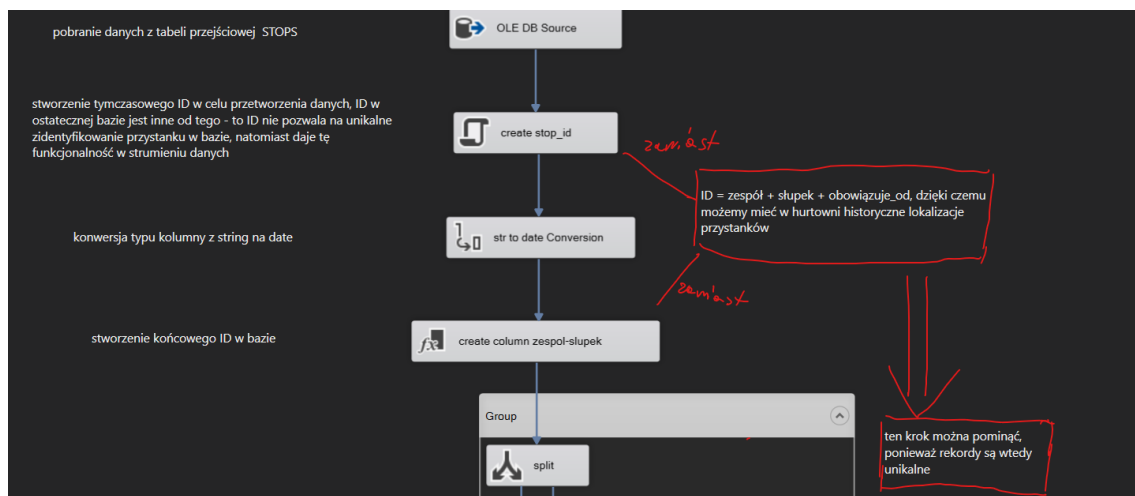 pobranie danych z tabeli przejściowej STOPS
OLE DB Source
stworzenie tymczasowego ID w celu przetworzenia danych, ID w
ostatecznej bazie jest inne od tego - to ID nie pozwala na unikalne
zidentyfikowanie przystanku w bazie, natomiast daje tę
funkcjonalność w strumieniu danych
create stop_id
zamiast
ID = zespół + słupek + obowiązuje_od, dzięki czemu
możemy mieć w hurtowni historyczne lokalizacje
przystanków
konwersja typu kolumny z string na date
str to date Conversion
zamiast
stworzenie końcowego ID w bazie
create column zespol-slupek
Group
ten krok można pominąć,
ponieważ rekordy są wtedy
unikalne
split